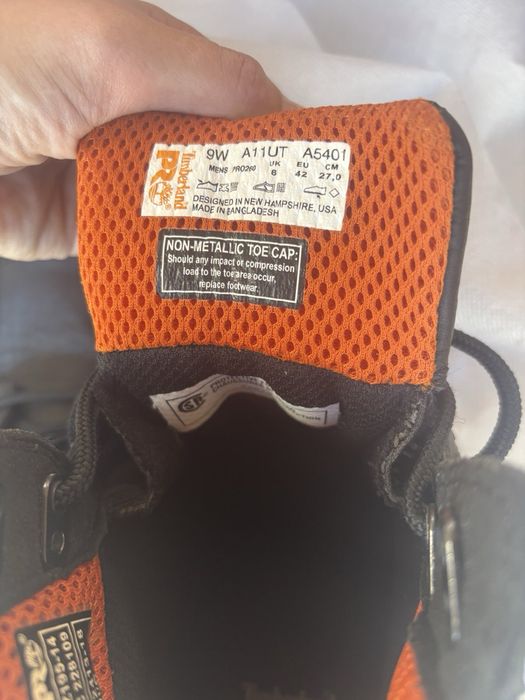 Timberland
PRO
9W A11UT A5401
MENS PRO260 UK EU CM
8 42 27,0
DESIGNED IN NEW HAMPSHIRE, USA
MADE IN BANGLADESH
NON-METALLIC TOE CAP:
Should any impact or compression
load to the toe area occur,
replace footwear.